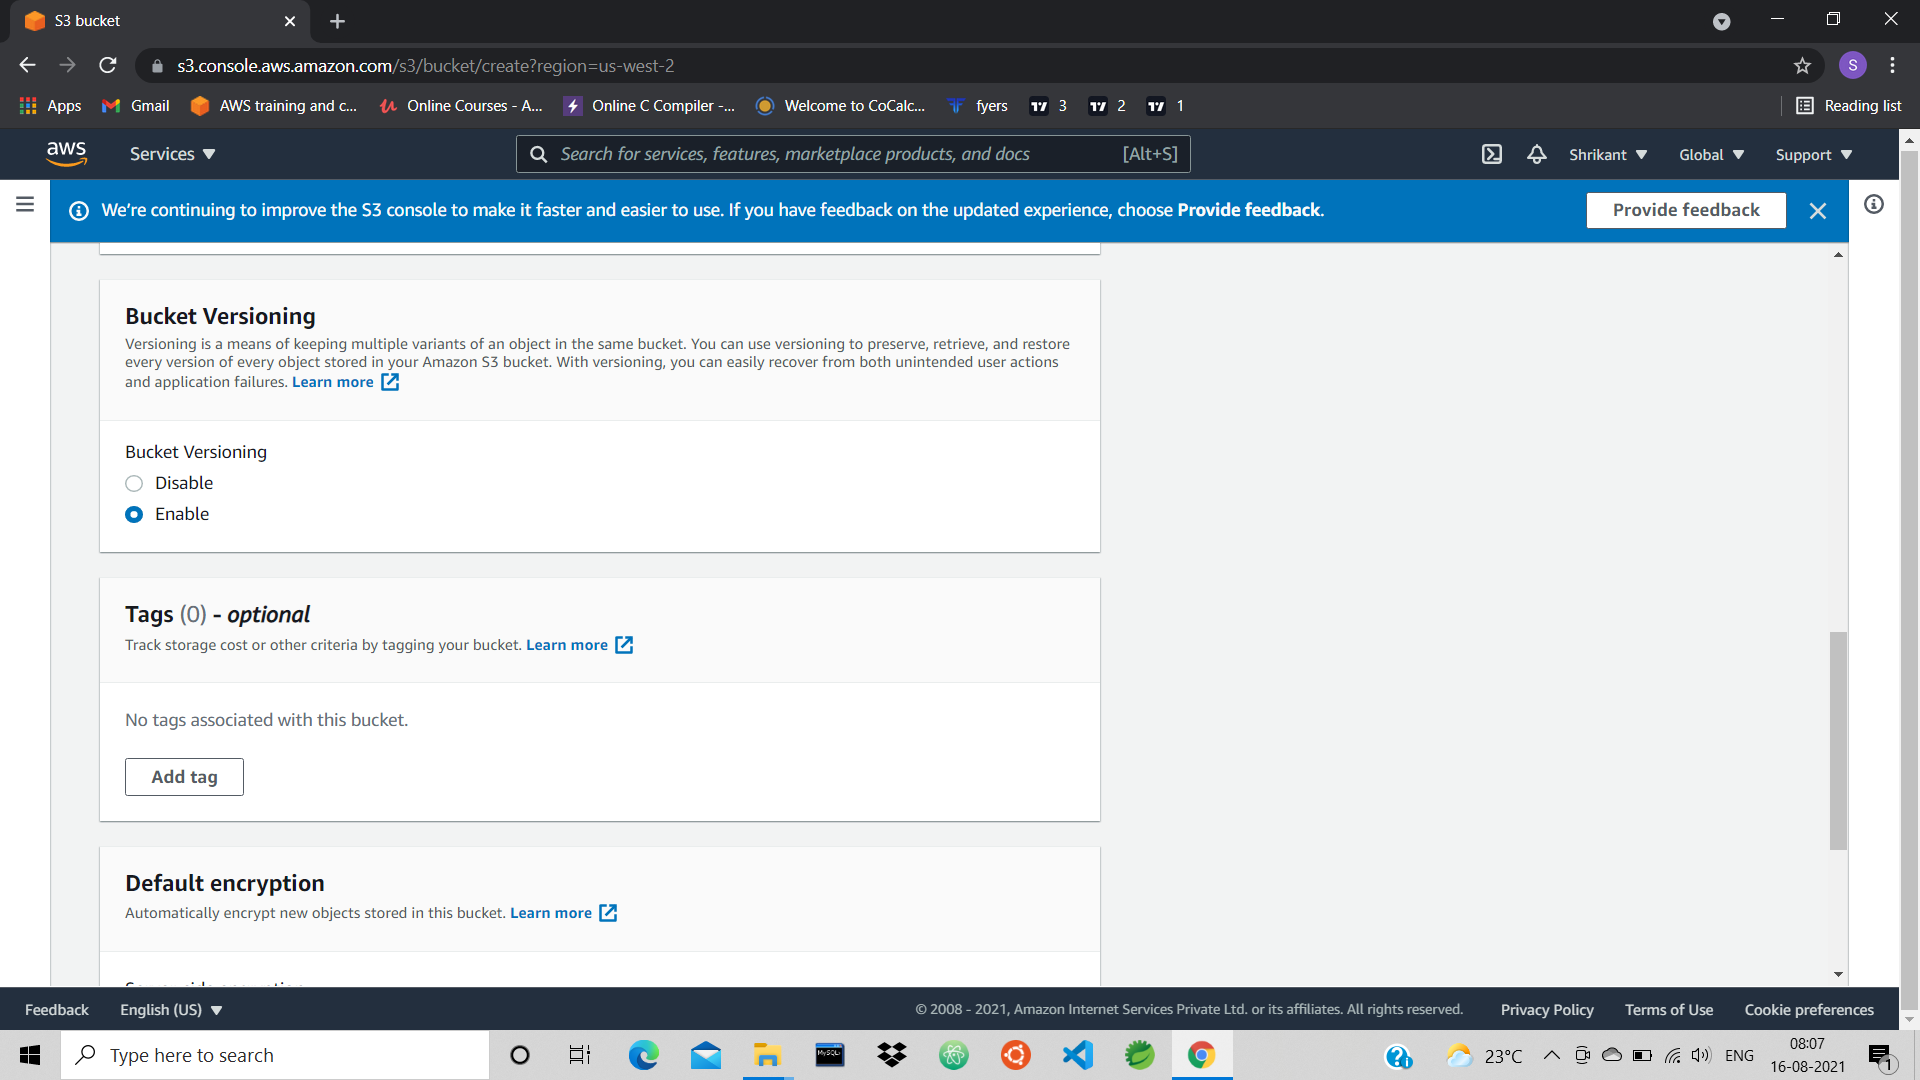 S3 bucket
s3.console.aws.amazon.com/s3/bucket/create?region=us-west-2
S
Apps
Gmail
AWS training and c...
Online Courses - A...
Online C Compiler -...
Welcome to CoCalc...
fyers
3
2
1
Reading list
aws
Services
Search for services, features, marketplace products, and docs
[Alt+S]
Shrikant
Global
Support
We're continuing to improve the S3 console to make it faster and easier to use. If you have feedback on the updated experience, choose Provide feedback.
Provide feedback
Bucket Versioning
Versioning is a means of keeping multiple variants of an object in the same bucket. You can use versioning to preserve, retrieve, and restore
every version of every object stored in your Amazon S3 bucket. With versioning, you can easily recover from both unintended user actions
and application failures. Learn more
Bucket Versioning
Disable
Enable
Tags (0) - optional
Track storage cost or other criteria by tagging your bucket. Learn more
No tags associated with this bucket.
Add tag
Default encryption
Automatically encrypt new objects stored in this bucket. Learn more
Feedback
English (US)
© 2008 - 2021, Amazon Internet Services Private Ltd. or its affiliates. All rights reserved.
Privacy Policy
Terms of Use
Cookie preferences
Type here to search
23°C
ENG
08:07
16-08-2021
1